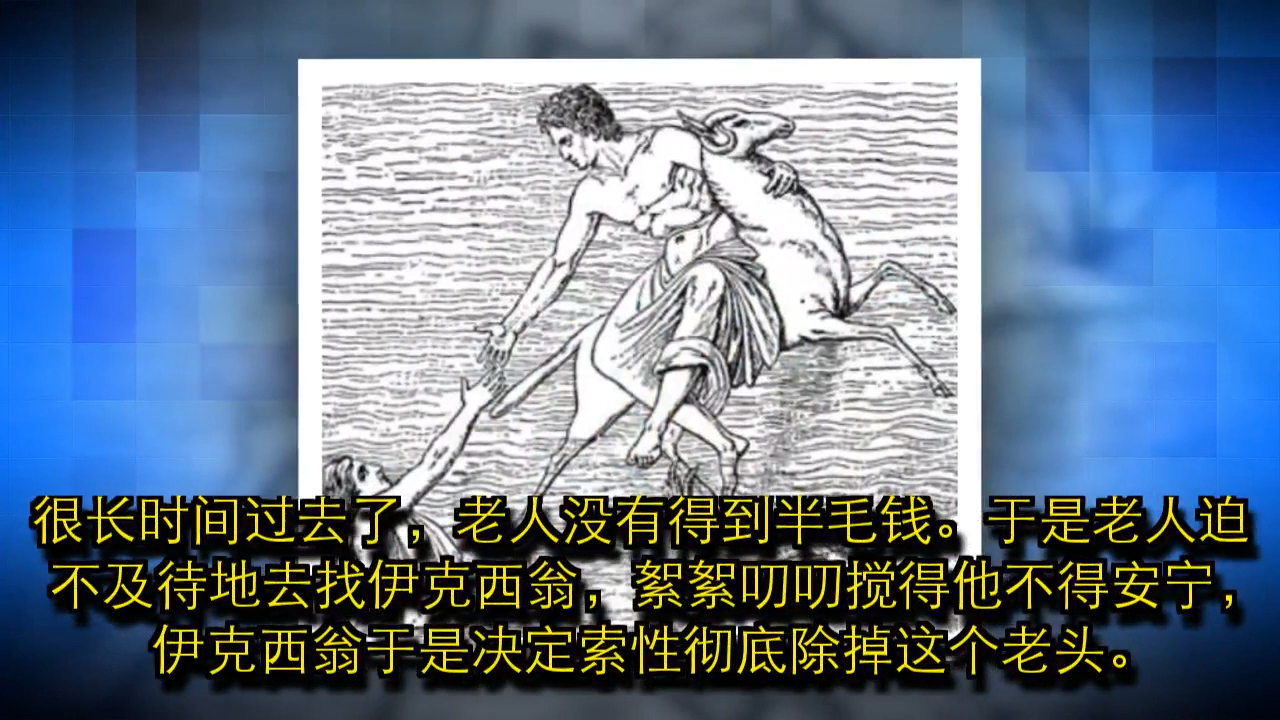 很长时间过去了，老人没有得到半毛钱。于是老人迫
不及待地去找伊克西翁，絮絮叨叨搅得他不得安宁，
伊克西翁于是决定索性彻底除掉这个老头。